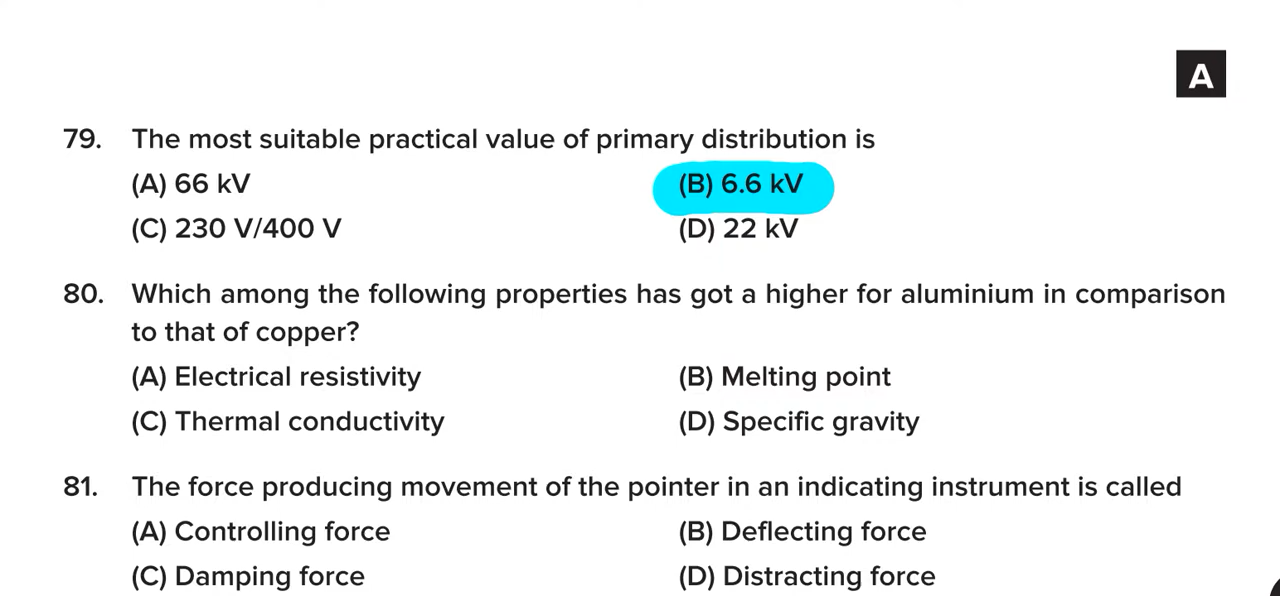 A
79. The most suitable practical value of primary distribution is
(A) 66 kV (B) 6.6 kV
(C) 230 V/400 V (D) 22 kV
80. Which among the following properties has got a higher for aluminium in comparison
to that of copper?
(A) Electrical resistivity (B) Melting point
(C) Thermal conductivity (D) Specific gravity
81. The force producing movement of the pointer in an indicating instrument is called
(A) Controlling force (B) Deflecting force
(C) Damping force (D) Distracting force